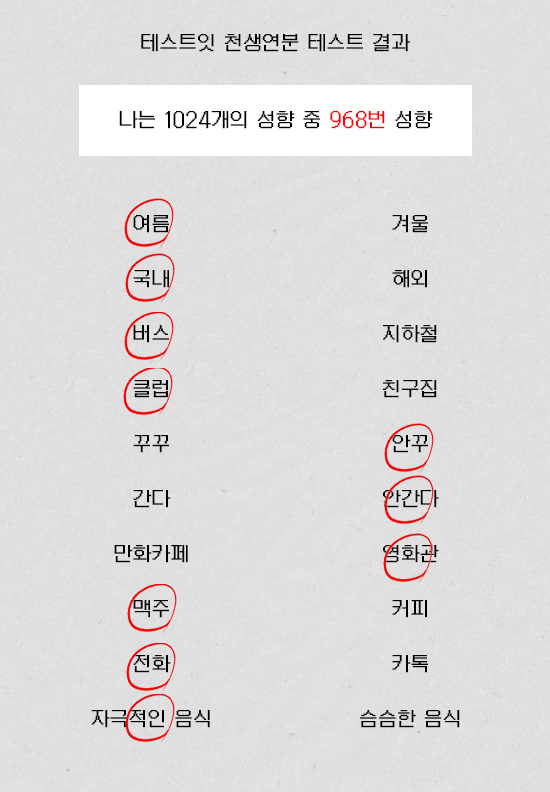 테스트잇 천생연분 테스트 결과
나는 1024개의 성향 중 968번 성향
여름 겨울
국내 해외
버스 지하철
클럽 친구집
꾸꾸 안꾸
간다 안간다
만화카페 영화관
맥주 커피
전화 카톡
자극적인 음식 슴슴한 음식